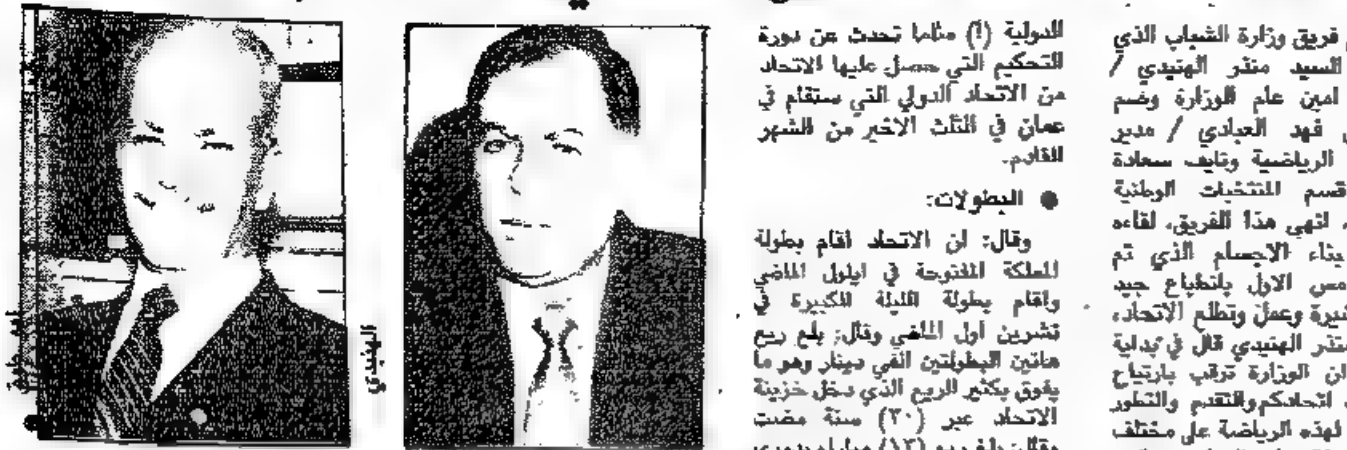 فريق وزارة الشباب الذي
السيد منذر الهنيدي /
امين عام الوزارة وضم
فهد العبادي / مدير
الرياضية ونايف سعادة
قسم المنتخبات الوطنية
انهى هذا الفريق، لقاءه
بناء الاجسام الذي تم
امس الاول بانطباع جيد
وعمل وتطلع الاتحاد،
الهنيدي قال في بداية
ان الوزارة ترقب بارتياح
اتحادكم والتقدم والتطور
لهذه الرياضة على مختلف
الدولية (!) مثلما تحدث عن دورة
التحكيم التي حصل عليها الاتحاد
من الاتحاد الدولي التي ستقام في
عمان في الثلث الاخير من الشهر
القادم.
● البطولات:
وقال: ان الاتحاد اقام بطولة
المملكة المفتوحة في ايلول الماضي
واقام بطولة الليلة الكبيرة في
تشرين اول الماضي وقال: بلغ ريع
هاتين البطولتين الفي دينار وهو ما
يفوق بكثير الريع الذي دخل خزينة
الاتحاد عبر (٣٠) سنة مضت
الهنيدي